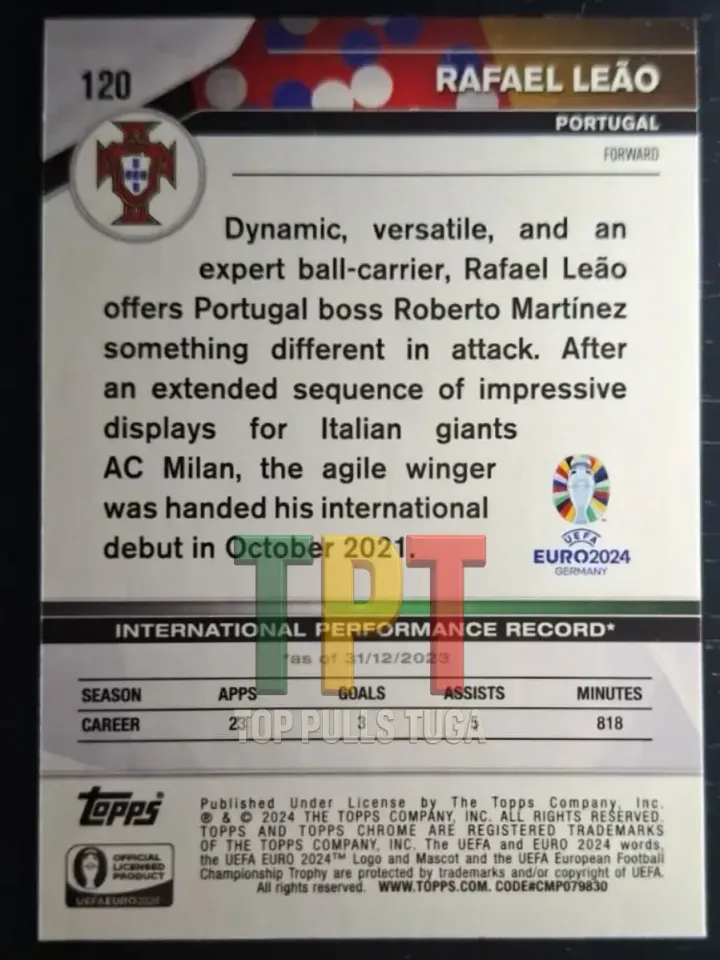 120
RAFAEL LEÃO
PORTUGAL
FORWARD
Dynamic, versatile, and an
expert ball-carrier, Rafael Leão
offers Portugal boss Roberto Martínez
something different in attack. After
an extended sequence of impressive
displays for Italian giants
AC Milan, the agile winger
was handed his international
debut in October 2021.
UEFA
EURO2024
GERMANY
TPT
TOP PULLS TUGA
INTERNATIONAL PERFORMANCE RECORD*
*as of 31/12/2023
SEASON APPS GOALS ASSISTS MINUTES
CAREER 23 3 5 818
Topps
Published Under License by The Topps Company, Inc.
® & © 2024 THE TOPPS COMPANY, INC. ALL RIGHTS RESERVED.
TOPPS AND TOPPS CHROME ARE REGISTERED TRADEMARKS
OF THE TOPPS COMPANY, INC. The UEFA and EURO 2024 words,
the UEFA EURO 2024™ Logo and Mascot and the UEFA European Football
Championship Trophy are protected by trademarks and/or copyright of UEFA.
All rights reserved. WWW.TOPPS.COM. CODE#CMP079830
OFFICIAL
LICENSED
PRODUCT
UEFA EURO 2024